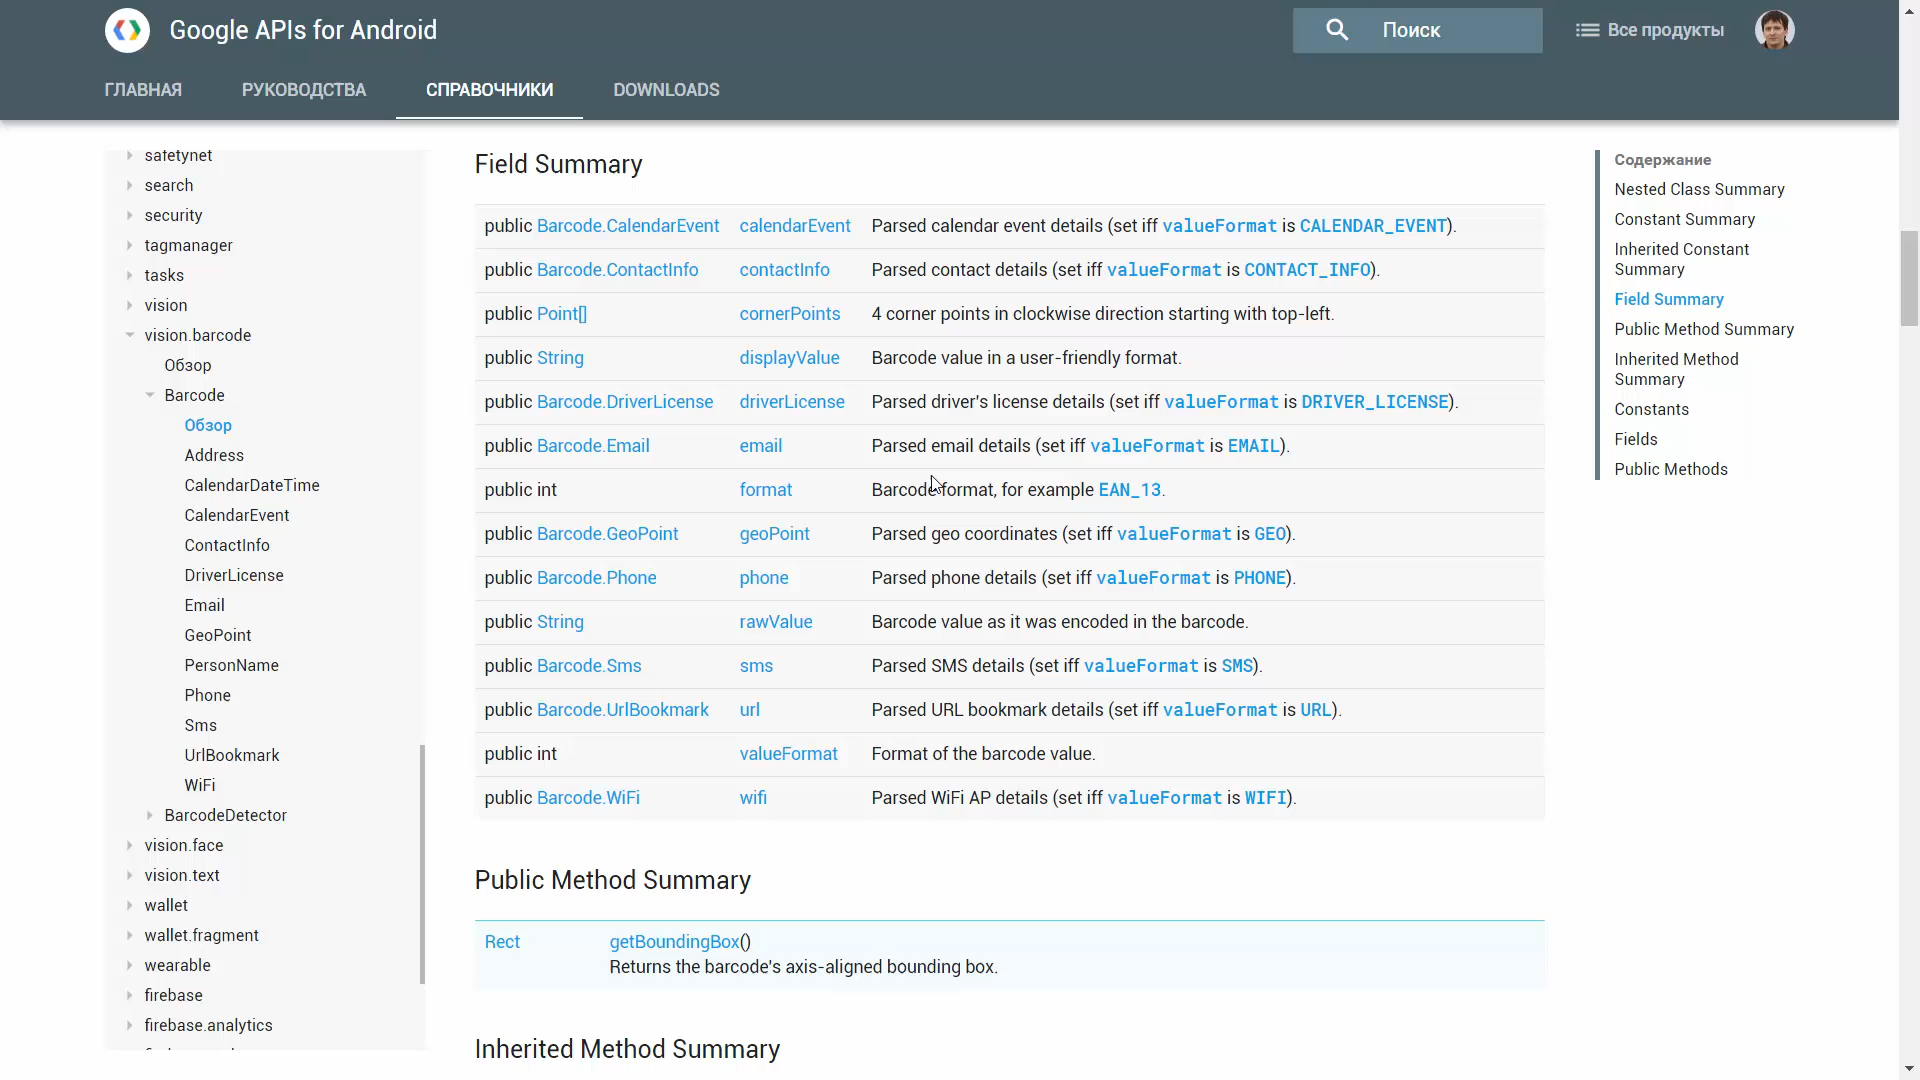 Google APIs for Android
Поиск
Все продукты
ГЛАВНАЯ
РУКОВОДСТВА
СПРАВОЧНИКИ
DOWNLOADS
safetynet
search
security
tagmanager
tasks
vision
vision.barcode
Обзор
Barcode
Обзор
Address
CalendarDateTime
CalendarEvent
ContactInfo
DriverLicense
Email
GeoPoint
PersonName
Phone
Sms
UrlBookmark
WiFi
BarcodeDetector
vision.face
vision.text
wallet
wallet.fragment
wearable
firebase
firebase.analytics
Field Summary
public Barcode.CalendarEvent calendarEvent Parsed calendar event details (set iff valueFormat is CALENDAR_EVENT).
public Barcode.ContactInfo contactInfo Parsed contact details (set iff valueFormat is CONTACT_INFO).
public Point[] cornerPoints 4 corner points in clockwise direction starting with top-left.
public String displayValue Barcode value in a user-friendly format.
public Barcode.DriverLicense driverLicense Parsed driver's license details (set iff valueFormat is DRIVER_LICENSE).
public Barcode.Email email Parsed email details (set iff valueFormat is EMAIL).
public int format Barcode format, for example EAN_13.
public Barcode.GeoPoint geoPoint Parsed geo coordinates (set iff valueFormat is GEO).
public Barcode.Phone phone Parsed phone details (set iff valueFormat is PHONE).
public String rawValue Barcode value as it was encoded in the barcode.
public Barcode.Sms sms Parsed SMS details (set iff valueFormat is SMS).
public Barcode.UrlBookmark url Parsed URL bookmark details (set iff valueFormat is URL).
public int valueFormat Format of the barcode value.
public Barcode.WiFi wifi Parsed WiFi AP details (set iff valueFormat is WIFI).
Public Method Summary
Rect getBoundingBox()
Returns the barcode's axis-aligned bounding box.
Inherited Method Summary
Содержание
Nested Class Summary
Constant Summary
Inherited Constant
Summary
Field Summary
Public Method Summary
Inherited Method
Summary
Constants
Fields
Public Methods